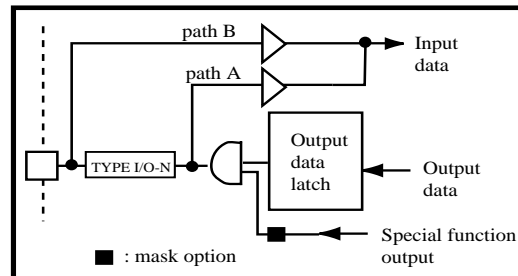 path B
Input
data
path A
TYPE I/O-N
Output
data
latch
Output
data
Special function
output
: mask option